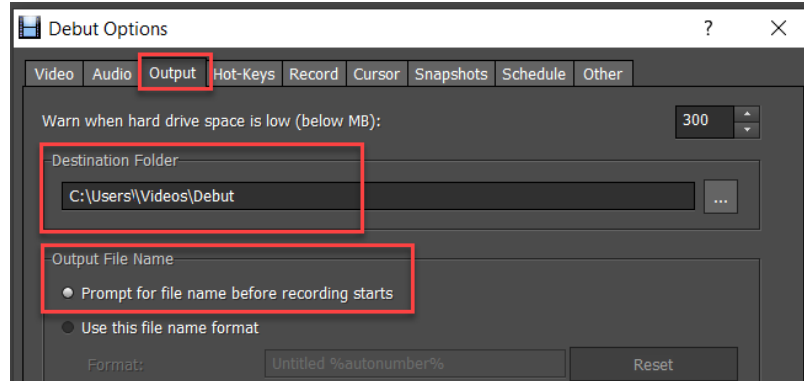 Debut Options ?
Video Audio Output Hot-Keys Record Cursor Snapshots Schedule Other
Warn when hard drive space is low (below MB): 300
Destination Folder
C:\Users\\Videos\Debut ...
Output File Name
Prompt for file name before recording starts
Use this file name format
Format: Untitled %autonumber% Reset